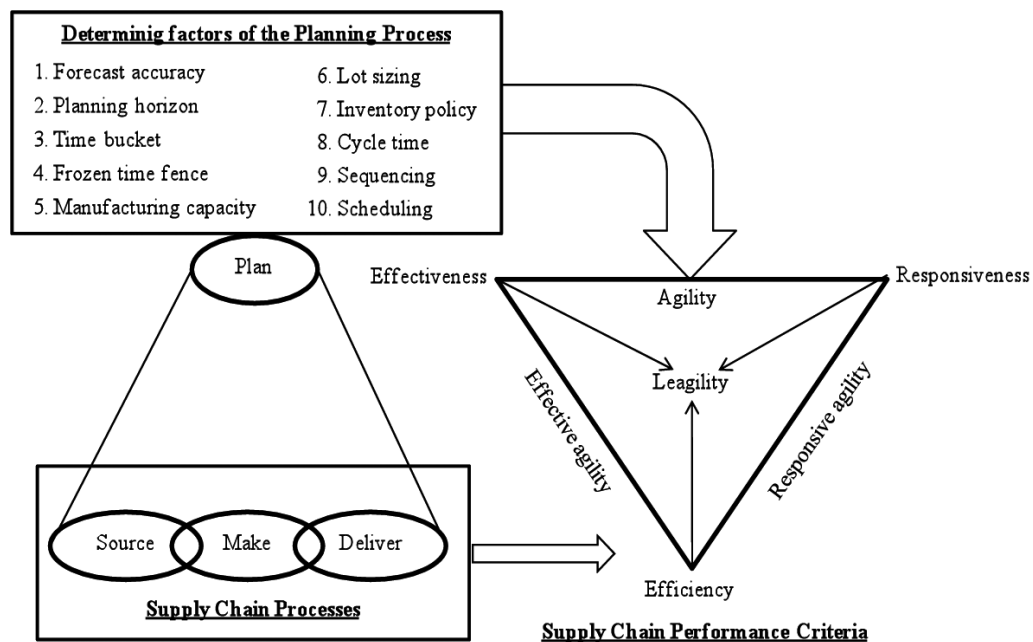 Determinig factors of the Planning Process
1. Forecast accuracy
2. Planning horizon
3. Time bucket
4. Frozen time fence
5. Manufacturing capacity
6. Lot sizing
7. Inventory policy
8. Cycle time
9. Sequencing
10. Scheduling
Plan
Effectiveness
Responsiveness
Agility
Leagility
Effective agility
Responsive agility
Source
Make
Deliver
Efficiency
Supply Chain Processes
Supply Chain Performance Criteria